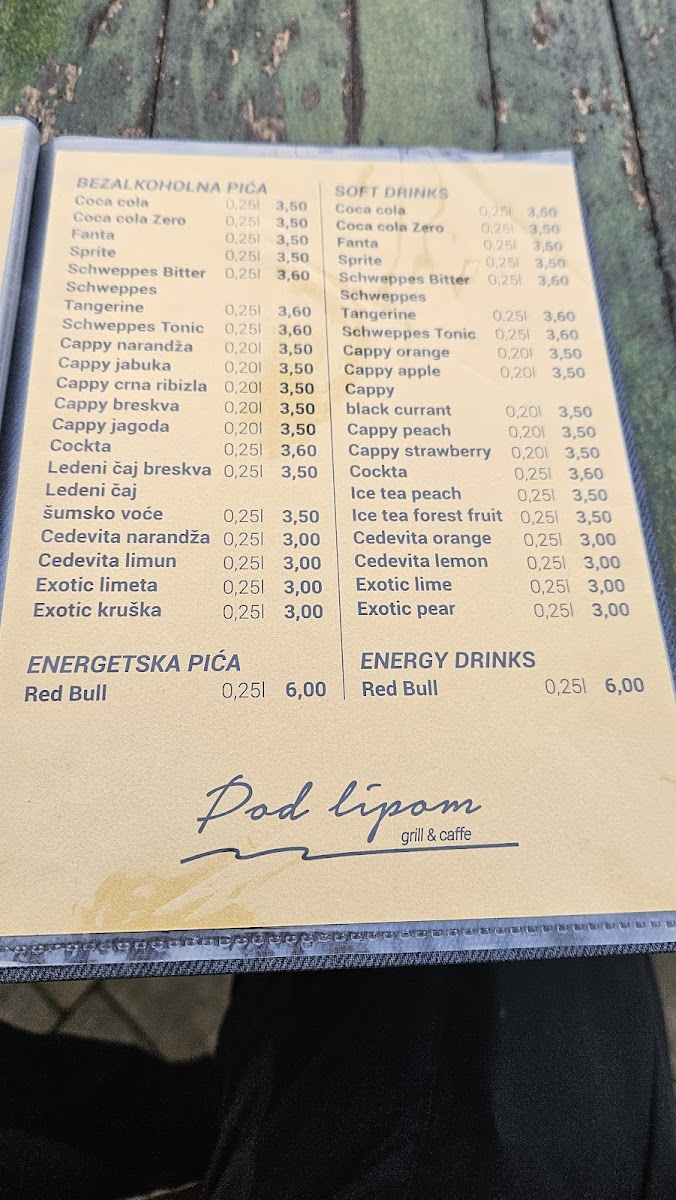 BEZALKOHOLNA PIĆA
Coca cola 0,25l 3,50
Coca cola Zero 0,25l 3,50
Fanta 0,25l 3,50
Sprite 0,25l 3,50
Schweppes Bitter 0,25l 3,60
Schweppes
Tangerine 0,25l 3,60
Schweppes Tonic 0,25l 3,60
Cappy narandža 0,20l 3,50
Cappy jabuka 0,20l 3,50
Cappy crna ribizla 0,20l 3,50
Cappy breskva 0,20l 3,50
Cappy jagoda 0,20l 3,50
Cockta 0,25l 3,60
Ledeni čaj breskva 0,25l 3,50
Ledeni čaj
šumsko voće 0,25l 3,50
Cedevita narandža 0,25l 3,00
Cedevita limun 0,25l 3,00
Exotic limeta 0,25l 3,00
Exotic kruška 0,25l 3,00
ENERGETSKA PIĆA
Red Bull 0,25l 6,00
SOFT DRINKS
Coca cola 0,25l 3,50
Coca cola Zero 0,25l 3,50
Fanta 0,25l 3,50
Sprite 0,25l 3,50
Schweppes Bitter 0,25l 3,60
Schweppes
Tangerine 0,25l 3,60
Schweppes Tonic 0,25l 3,60
Cappy orange 0,20l 3,50
Cappy apple 0,20l 3,50
Cappy
black currant 0,20l 3,50
Cappy peach 0,20l 3,50
Cappy strawberry 0,20l 3,50
Cockta 0,25l 3,60
Ice tea peach 0,25l 3,50
Ice tea forest fruit 0,25l 3,50
Cedevita orange 0,25l 3,00
Cedevita lemon 0,25l 3,00
Exotic lime 0,25l 3,00
Exotic pear 0,25l 3,00
ENERGY DRINKS
Red Bull 0,25l 6,00
Pod lipom
grill & caffe